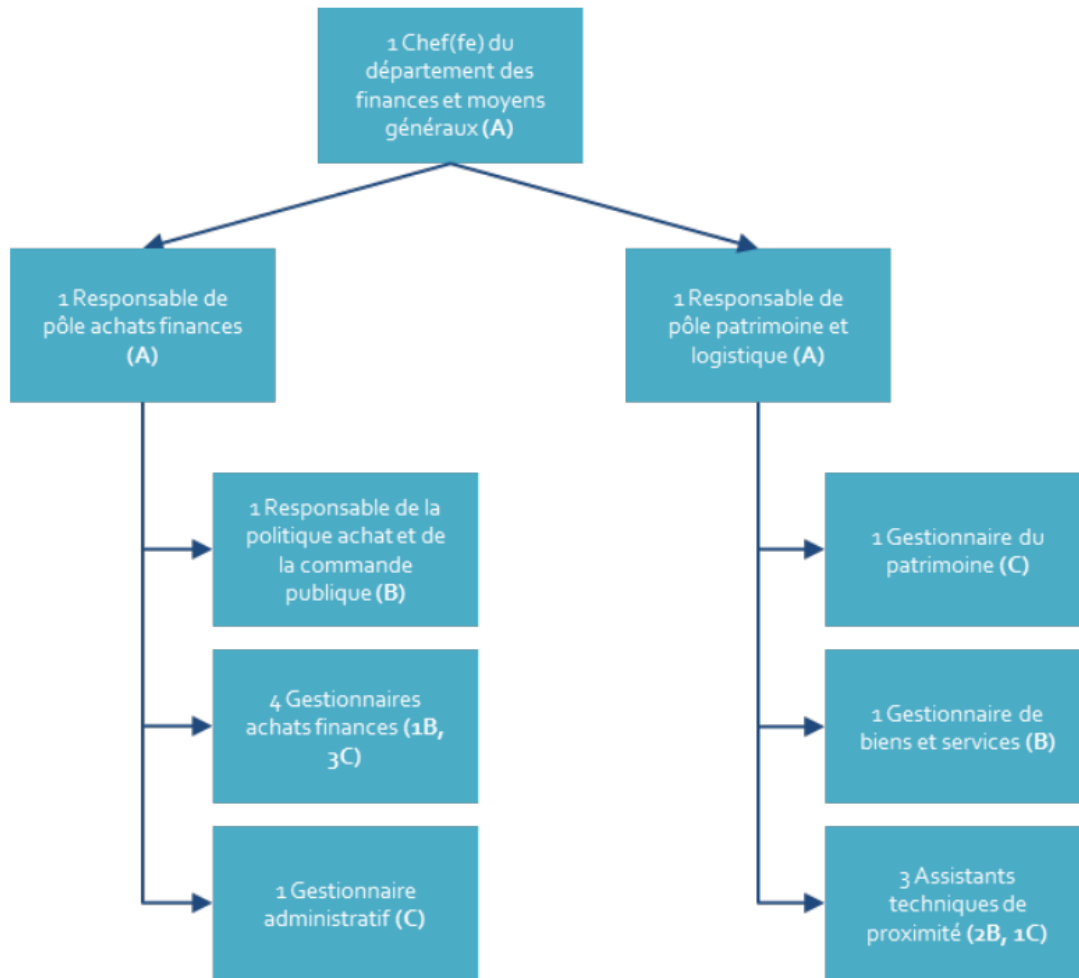 1 Chef(fe) du
département des
finances et moyens
généraux (A)
1 Responsable de
pôle achats finances
(A)
1 Responsable de
pôle patrimoine et
logistique (A)
1 Responsable de la
politique achat et de
la commande
publique (B)
4 Gestionnaires
achats finances (1B,
3C)
1 Gestionnaire
administratif (C)
1 Gestionnaire du
patrimoine (C)
1 Gestionnaire de
biens et services (B)
3 Assistants
techniques de
proximité (2B, 1C)